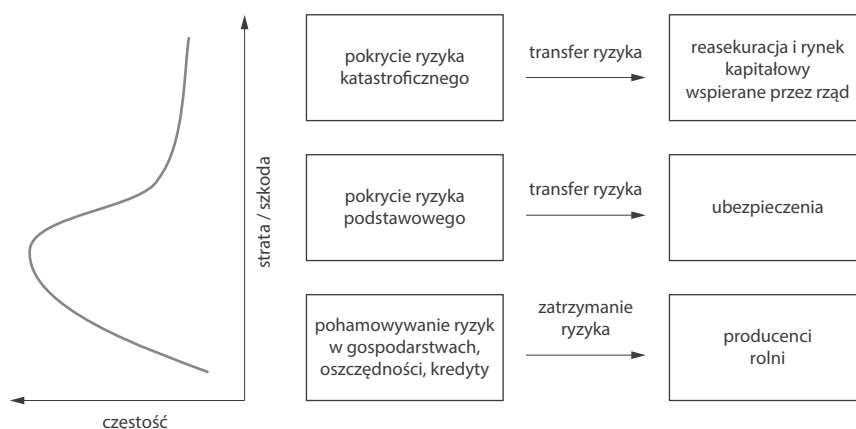 strata / szkoda
częstość
pokrycie ryzyka
katastroficznego
transfer ryzyka
reasekuracja i rynek
kapitałowy
wspierane przez rząd
pokrycie ryzyka
podstawowego
transfer ryzyka
ubezpieczenia
pohamowywanie ryzyk
w gospodarstwach,
oszczędności, kredyty
zatrzymanie
ryzyka
producenci
rolni